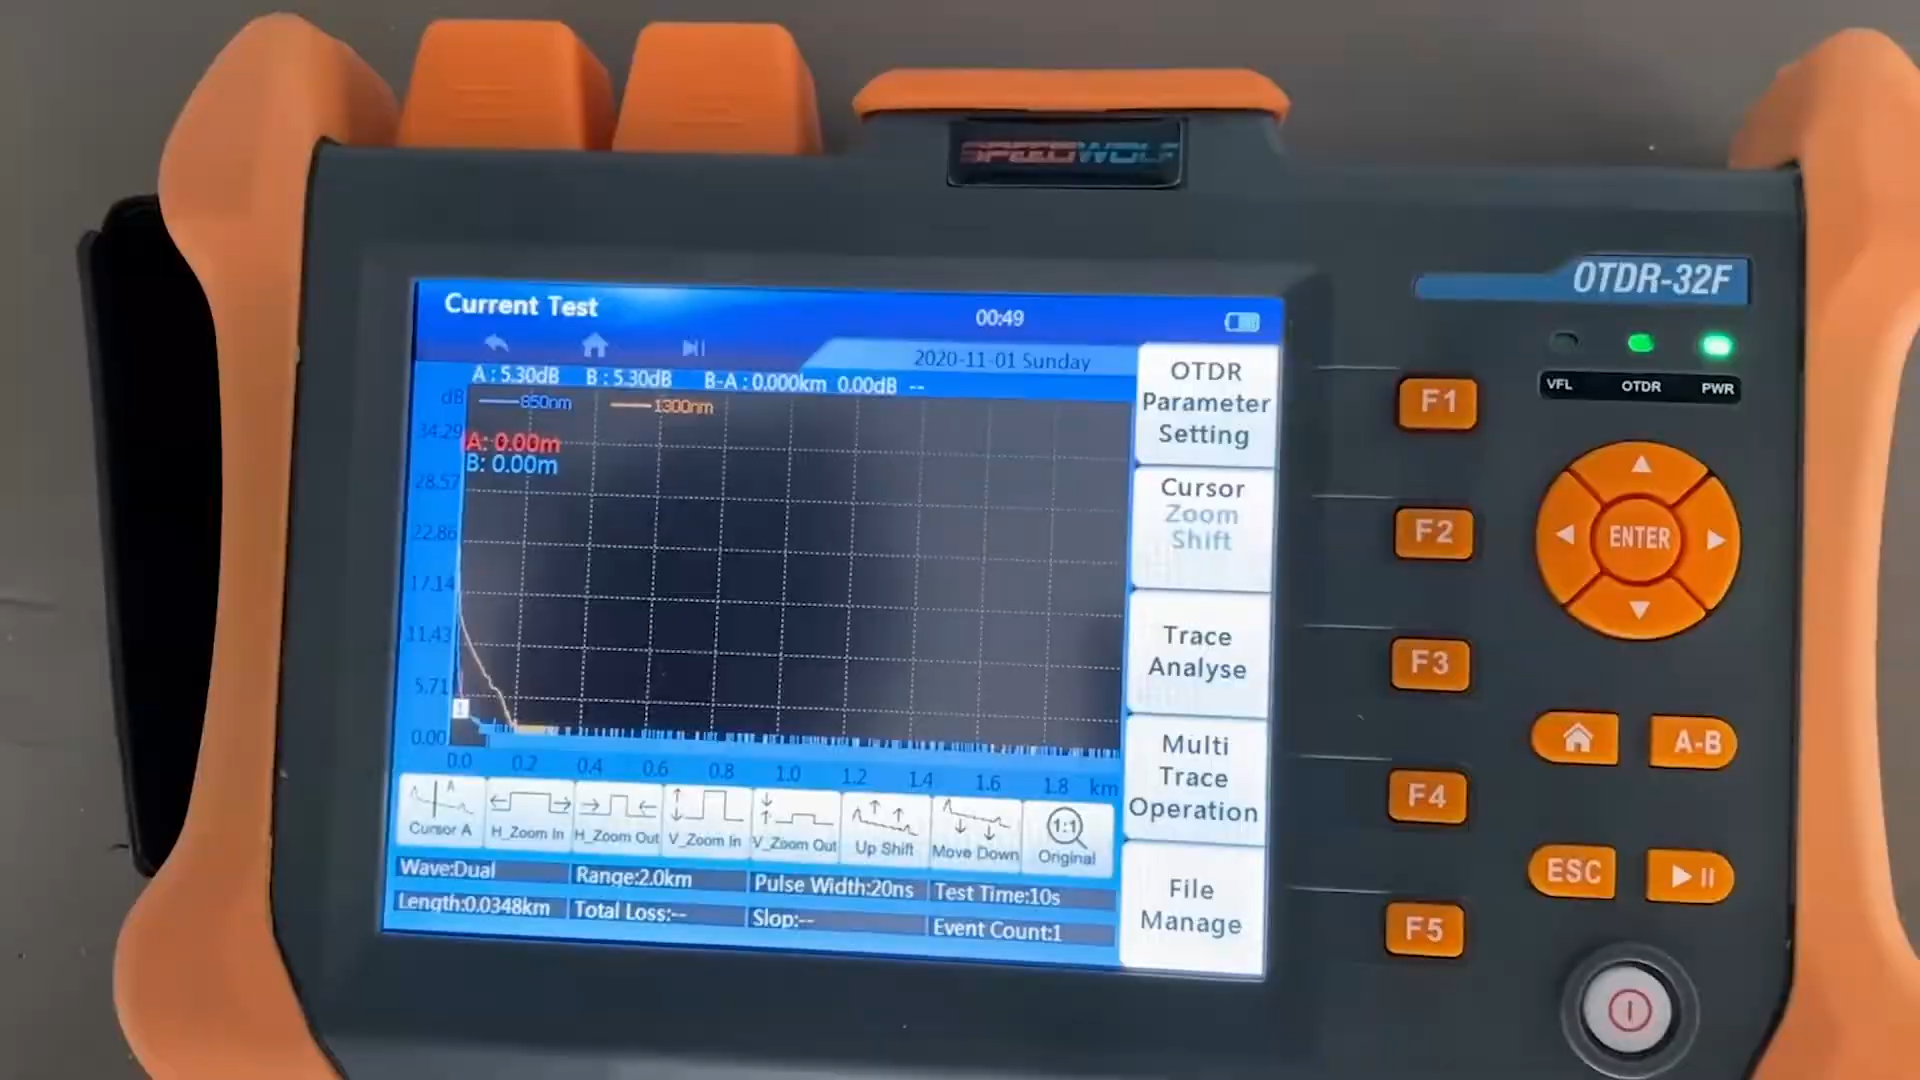 SPEEDWOLF
OTDR-32F
VFL OTDR PWR
Current Test
00:49
2020-11-01 Sunday
A : 5.30dB B : 5.30dB B-A : 0.000km 0.00dB --
dB
850nm 1300nm
34.29
A: 0.00m
B: 0.00m
28.57
22.86
17.14
11.43
5.71
1
0.00
0.0 0.2 0.4 0.6 0.8 1.0 1.2 1.4 1.6 1.8 km
A
Cursor A H_Zoom In H_Zoom Out V_Zoom In V_Zoom Out Up Shift Move Down Original
1:1
Wave:Dual Range:2.0km Pulse Width:20ns Test Time:10s
Length:0.0348km Total Loss:-- Slop:-- Event Count:1
OTDR
Parameter
Setting
Cursor
Zoom
Shift
Trace
Analyse
Multi
Trace
Operation
File
Manage
F1
F2
F3
F4
F5
ENTER
A-B
ESC